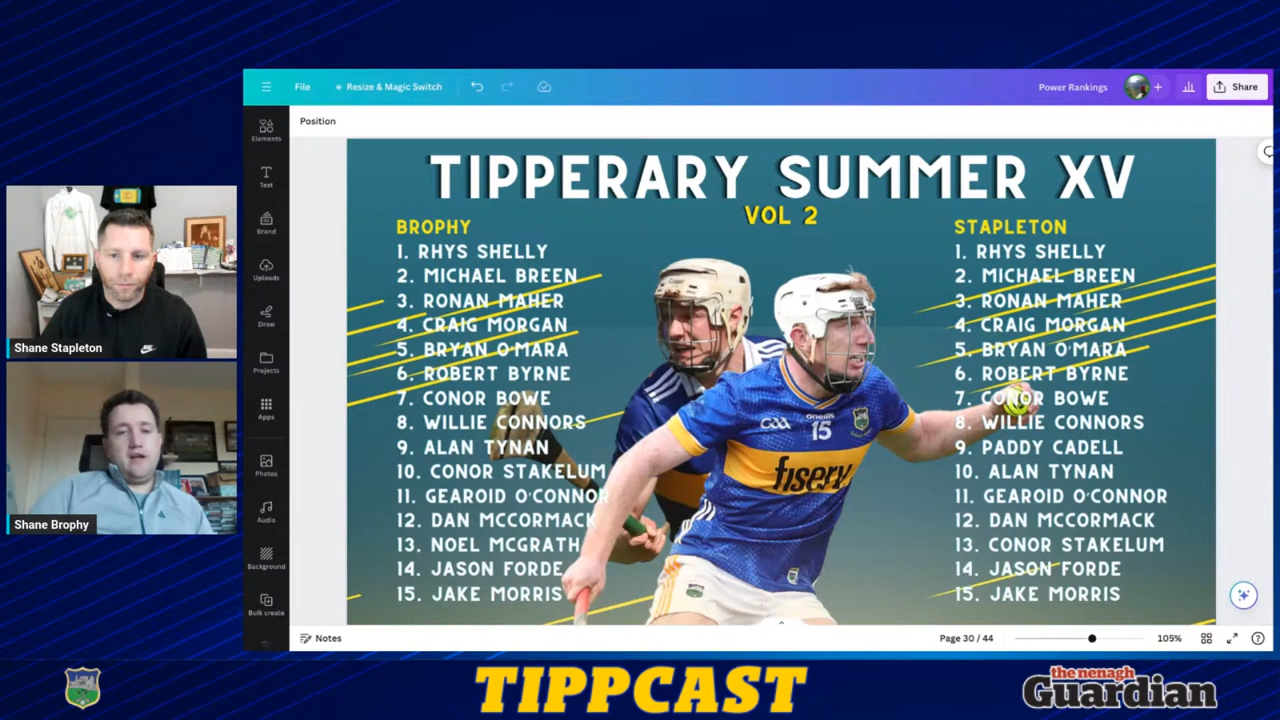 File
Resize & Magic Switch
Power Rankings
Share
Position
Elements
Text
Brand
Uploads
Draw
Projects
Apps
Photos
Audio
Background
Bulk create
TIPPERARY SUMMER XV
VOL 2
BROPHY
1. RHYS SHELLY
2. MICHAEL BREEN
3. RONAN MAHER
4. CRAIG MORGAN
5. BRYAN O'MARA
6. ROBERT BYRNE
7. CONOR BOWE
8. WILLIE CONNORS
9. ALAN TYNAN
10. CONOR STAKELUM
11. GEAROID O'CONNOR
12. DAN MCCORMACK
13. NOEL MCGRATH
14. JASON FORDE
15. JAKE MORRIS
STAPLETON
1. RHYS SHELLY
2. MICHAEL BREEN
3. RONAN MAHER
4. CRAIG MORGAN
5. BRYAN O'MARA
6. ROBERT BYRNE
7. CONOR BOWE
8. WILLIE CONNORS
9. PADDY CADELL
10. ALAN TYNAN
11. GEAROID O'CONNOR
12. DAN MCCORMACK
13. CONOR STAKELUM
14. JASON FORDE
15. JAKE MORRIS
GAA
O'NEILLS
15
fiserv.
Shane Stapleton
Shane Brophy
Notes
Page 30 / 44
105%
TIPPCAST
the nenagh
Guardian